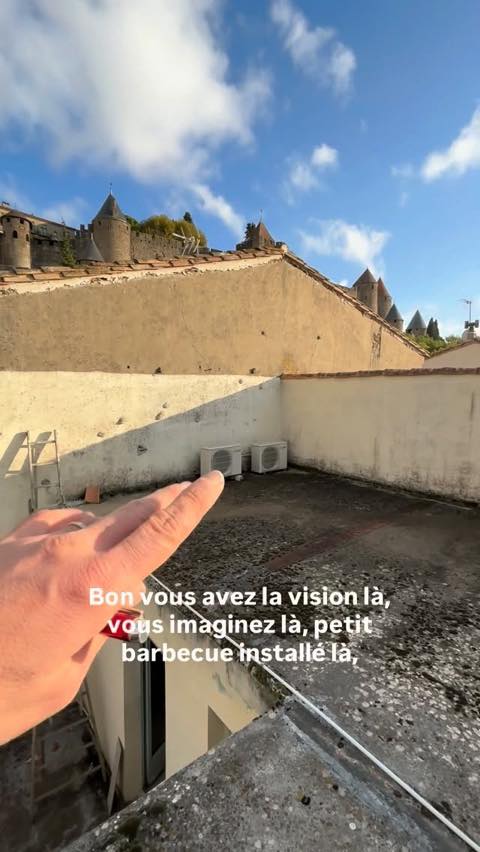 Bon vous avez la vision là,
vous imaginez là, petit
barbecue installé là,